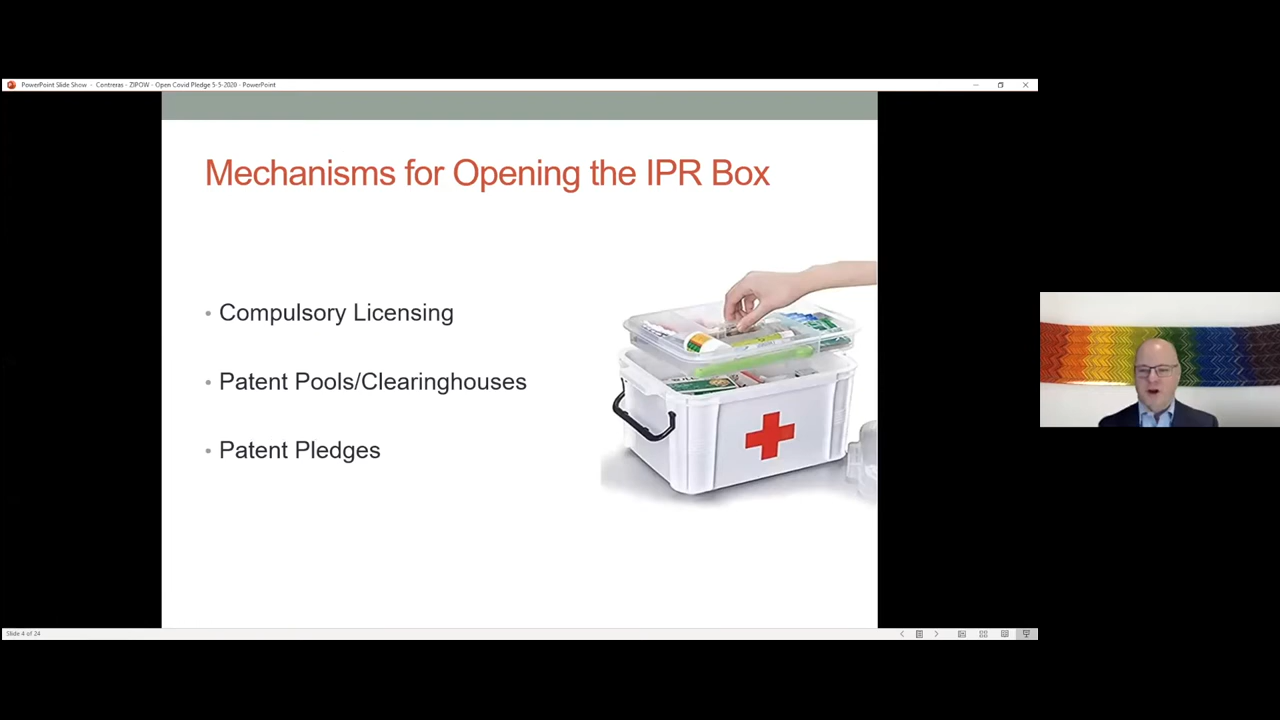 PowerPoint Slide Show - Contreras - ZIPOW - Open Covid Pledge 5-5-2020 - PowerPoint
Mechanisms for Opening the IPR Box
• Compulsory Licensing
• Patent Pools/Clearinghouses
• Patent Pledges
Slide 4 of 24